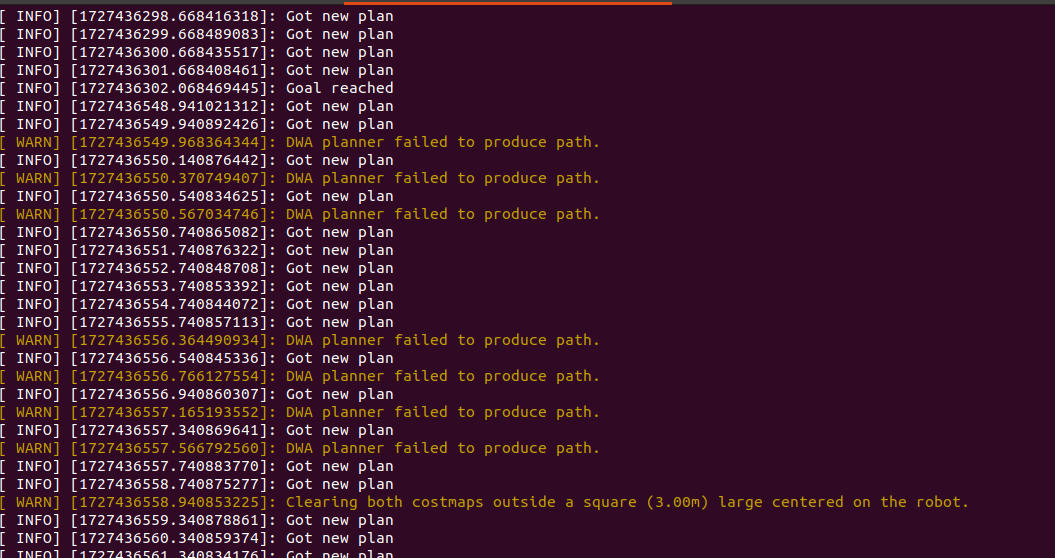 [ INFO] [1727436298.668416318]: Got new plan
[ INFO] [1727436299.668489083]: Got new plan
[ INFO] [1727436300.668435517]: Got new plan
[ INFO] [1727436301.668408461]: Got new plan
[ INFO] [1727436302.068469445]: Goal reached
[ INFO] [1727436548.941021312]: Got new plan
[ INFO] [1727436549.940892426]: Got new plan
[ WARN] [1727436549.968364344]: DWA planner failed to produce path.
[ INFO] [1727436550.140876442]: Got new plan
[ WARN] [1727436550.370749407]: DWA planner failed to produce path.
[ INFO] [1727436550.540834625]: Got new plan
[ WARN] [1727436550.567034746]: DWA planner failed to produce path.
[ INFO] [1727436550.740865082]: Got new plan
[ INFO] [1727436551.740876322]: Got new plan
[ INFO] [1727436552.740848708]: Got new plan
[ INFO] [1727436553.740853392]: Got new plan
[ INFO] [1727436554.740844072]: Got new plan
[ INFO] [1727436555.740857113]: Got new plan
[ WARN] [1727436556.364490934]: DWA planner failed to produce path.
[ INFO] [1727436556.540845336]: Got new plan
[ WARN] [1727436556.766127554]: DWA planner failed to produce path.
[ INFO] [1727436556.940860307]: Got new plan
[ WARN] [1727436557.165193552]: DWA planner failed to produce path.
[ INFO] [1727436557.340869641]: Got new plan
[ WARN] [1727436557.566792560]: DWA planner failed to produce path.
[ INFO] [1727436557.740883770]: Got new plan
[ INFO] [1727436558.740875277]: Got new plan
[ WARN] [1727436558.940853225]: Clearing both costmaps outside a square (3.00m) large centered on the robot.
[ INFO] [1727436559.340878861]: Got new plan
[ INFO] [1727436560.340859374]: Got new plan
[ INFO] [1727436561.340834176]: Got new plan